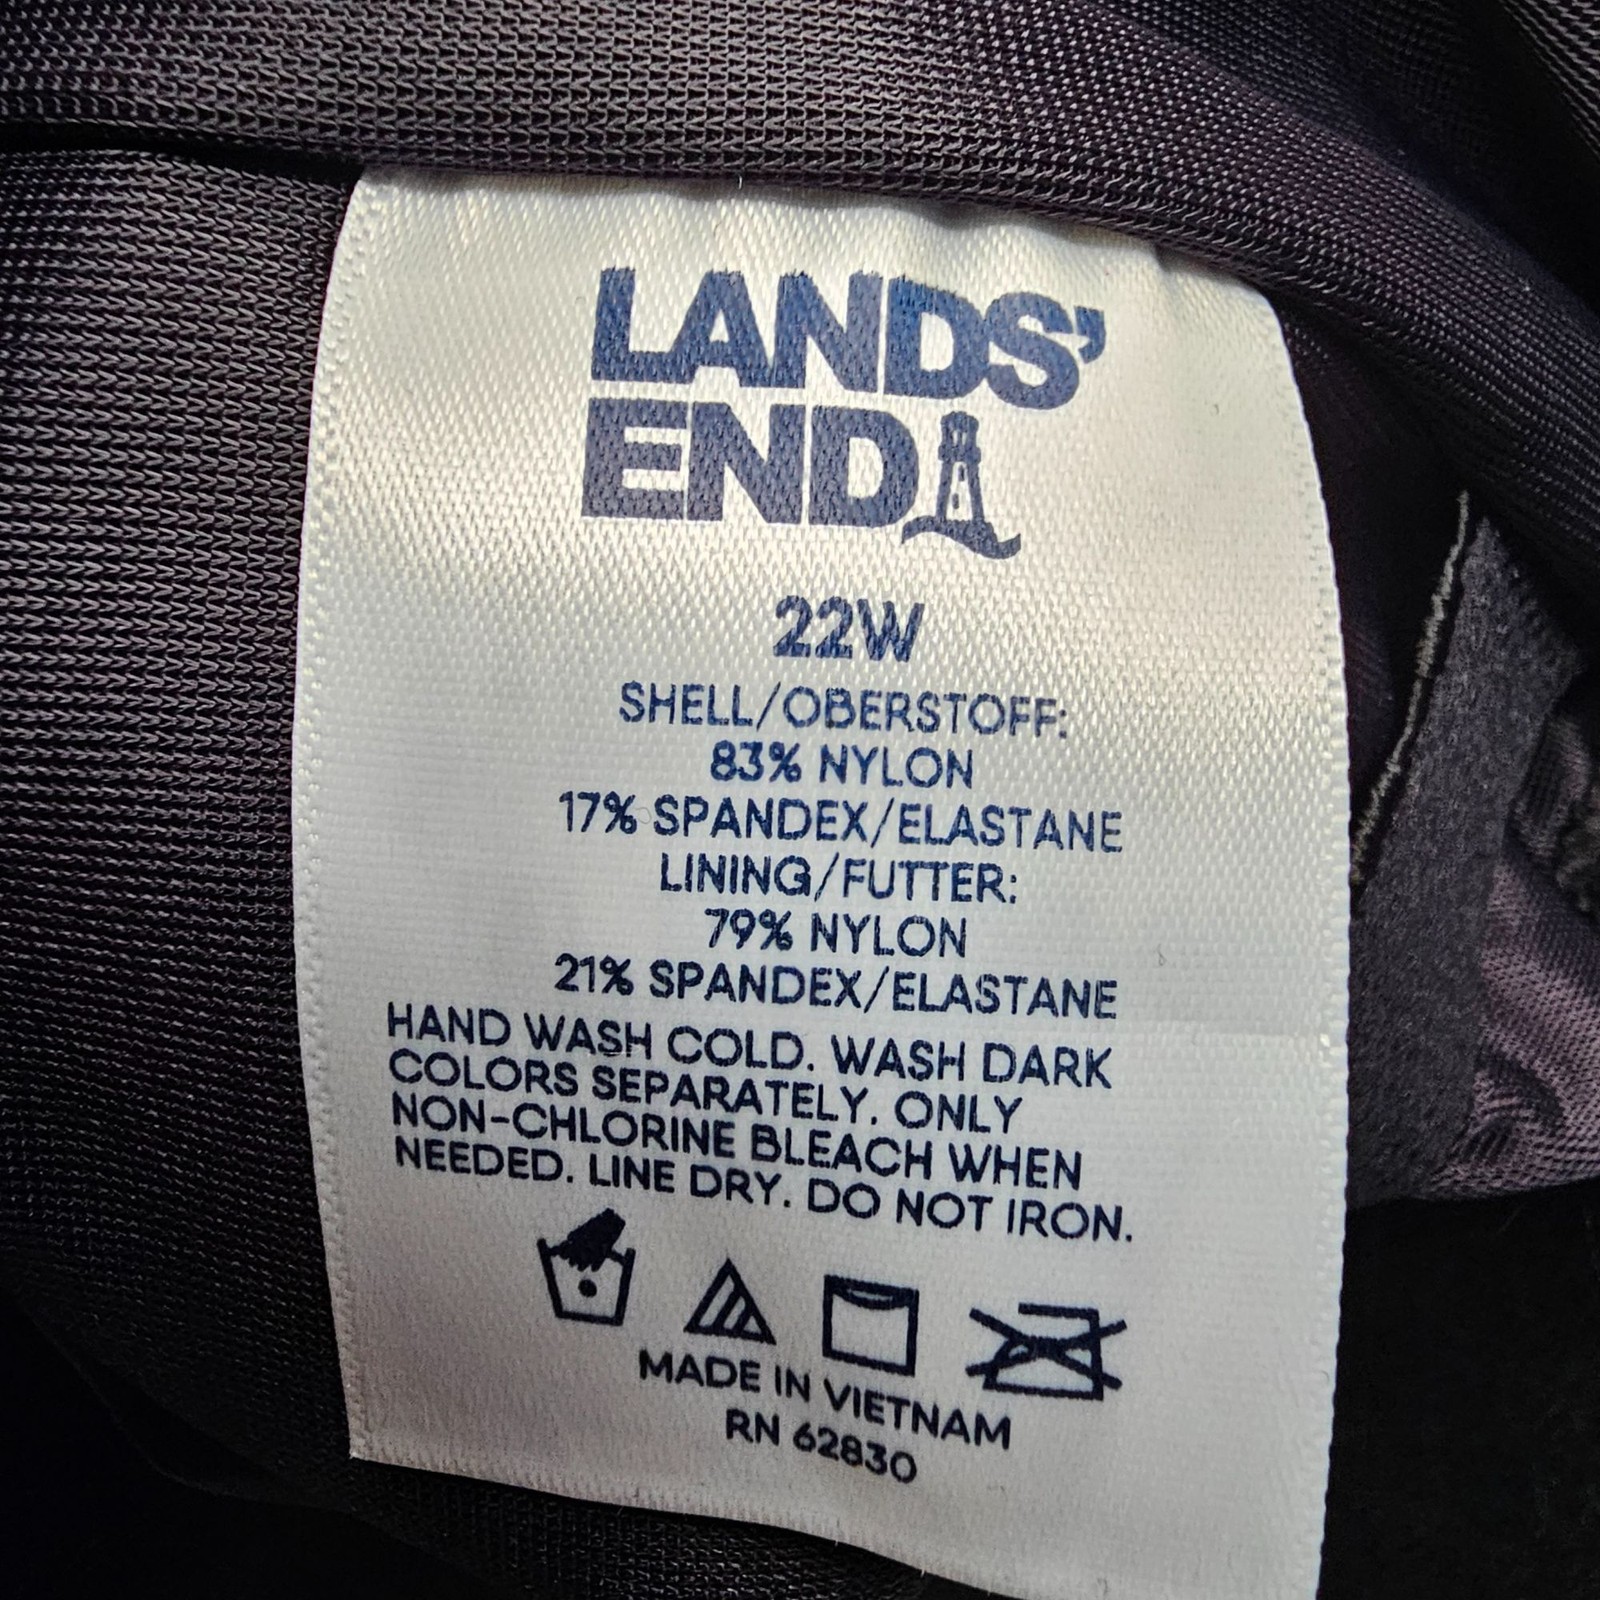 LANDS'
END
22W
SHELL/OBERSTOFF:
83% NYLON
17% SPANDEX/ELASTANE
LINING/FUTTER:
79% NYLON
21% SPANDEX/ELASTANE
HAND WASH COLD. WASH DARK
COLORS SEPARATELY. ONLY
NON-CHLORINE BLEACH WHEN
NEEDED. LINE DRY. DO NOT IRON.
MADE IN VIETNAM
RN 62830